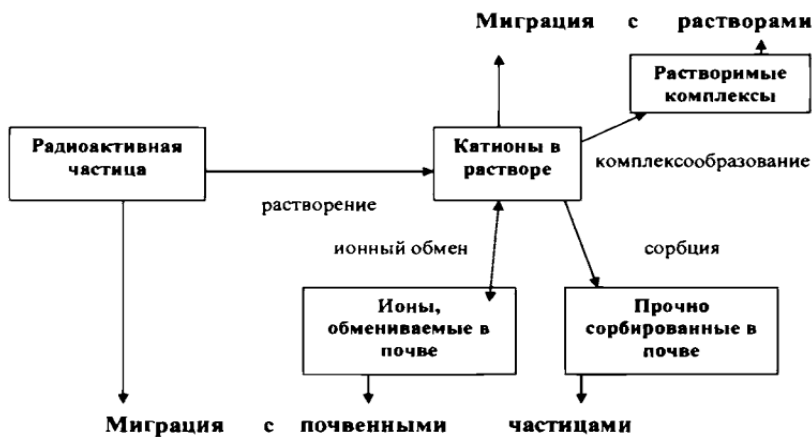 Миграция с растворами
Растворимые
комплексы
Радиоактивная
частица
Катионы в
растворе
комплексообразование
растворение
ионный обмен
сорбция
Ионы,
обмениваемые в
почве
Прочно
сорбированные в
почве
Миграция с почвенными частицами